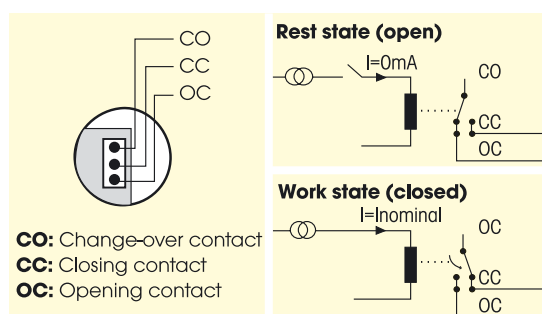 CO
CC
OC
CO: Change-over contact
CC: Closing contact
OC: Opening contact
Rest state (open)
I=0mA
CO
CC
OC
Work state (closed)
I=Inominal
OC
CC
OC